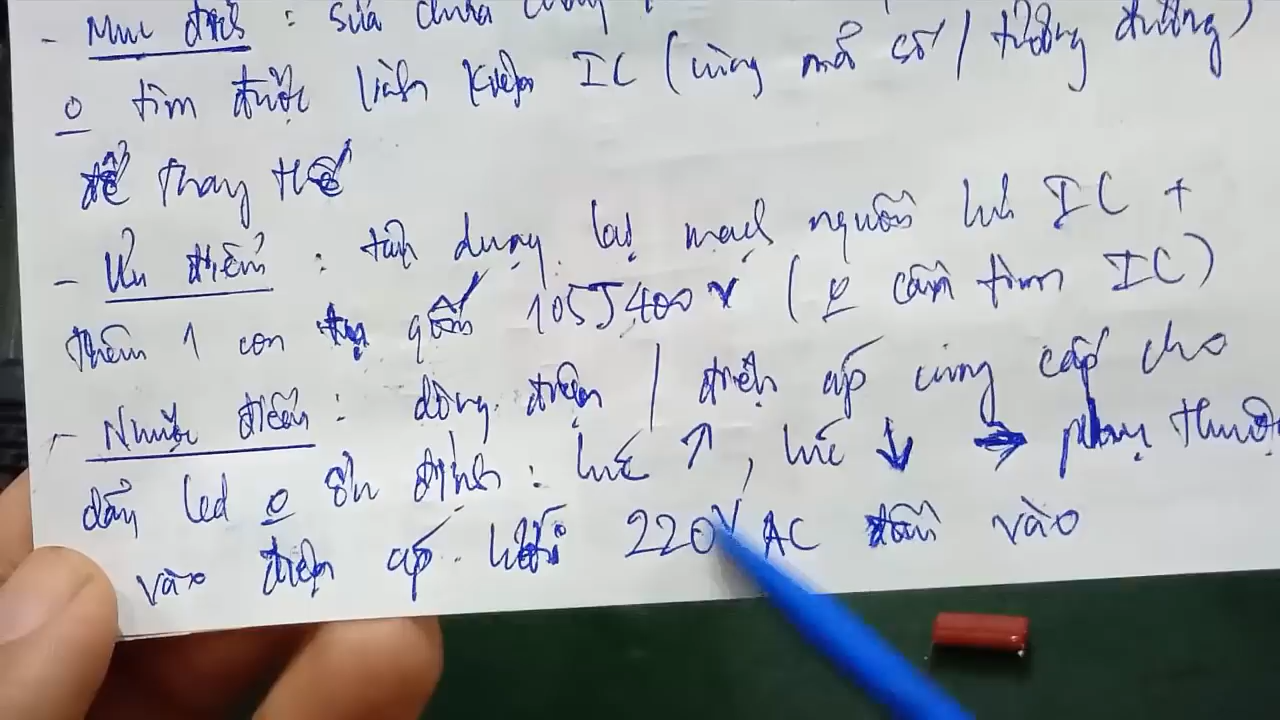 - Mục đích : sửa chữa
o tìm được linh kiện IC (cùng mã số / tương đương)
để thay thế
- Ưu điểm : tận dụng lại mạch nguồn IC +
thêm 1 con tụ gốm 105J400V (o cần tìm IC)
- Nhược điểm : dòng điện / điện áp cung cấp cho
dẫy led o ổn định : lúc ↑ , lúc ↓ → phụ thuộc
vào điện áp lưới 220V AC đầu vào